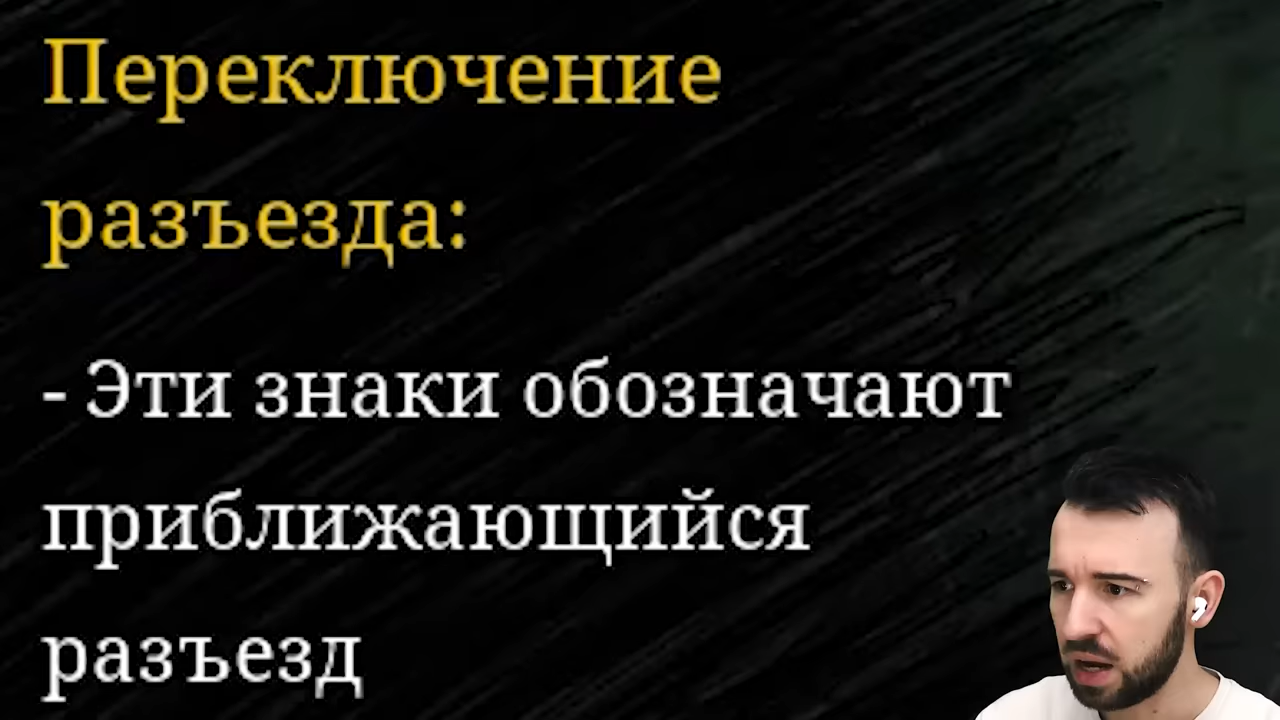 Переключение
разъезда:
- Эти знаки обозначают
приближающийся
разъезд